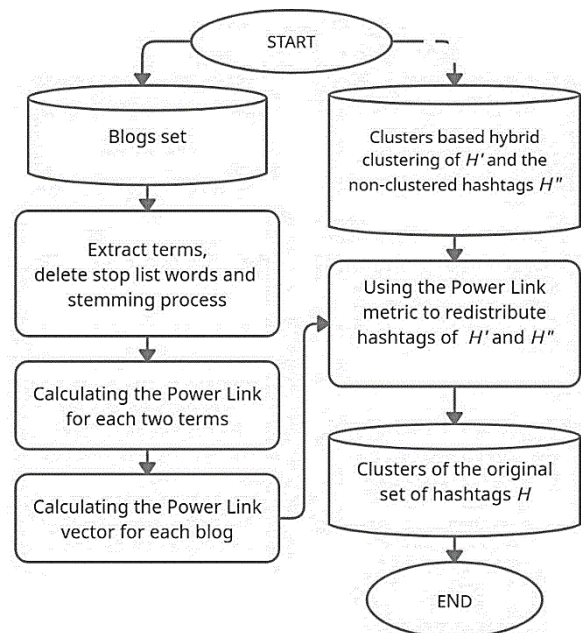 START
Blogs set
Extract terms,
delete stop list words and
stemming process
Calculating the Power Link
for each two terms
Calculating the Power Link
vector for each blog
Clusters based hybrid
clustering of H' and the
non-clustered hashtags H"
Using the Power Link
metric to redistribute
hashtags of H' and H"
Clusters of the original
set of hashtags H
END